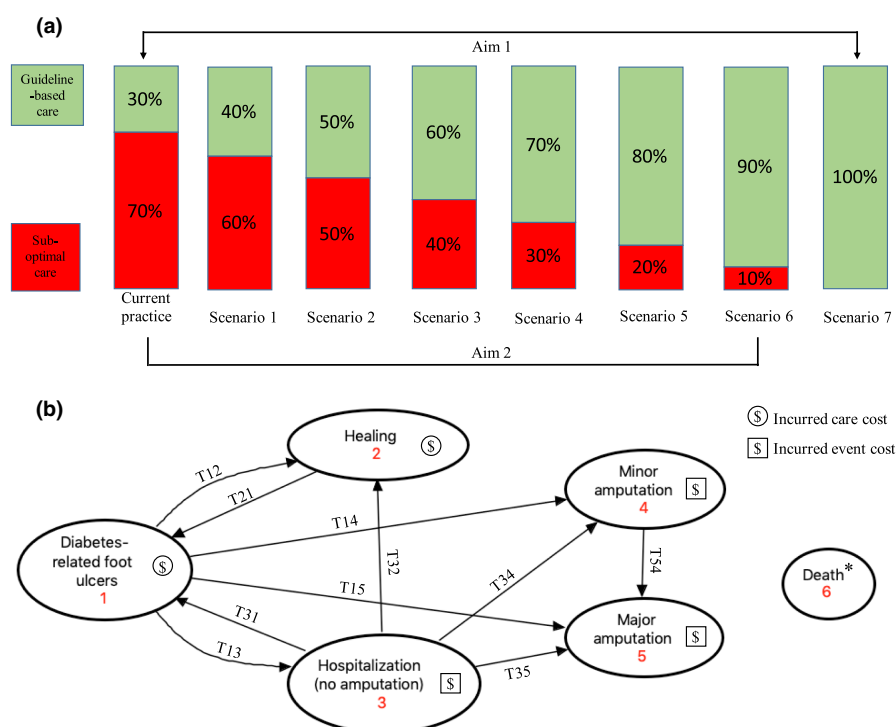 (a)
Aim 1
Guideline
-based
care
30%
40%
50%
60%
70%
80%
90%
100%
70%
60%
50%
40%
30%
20%
10%
Sub-
optimal
care
Current
practice
Scenario 1
Scenario 2
Scenario 3
Scenario 4
Scenario 5
Scenario 6
Scenario 7
Aim 2
(b)
$ Incurred care cost
$ Incurred event cost
Healing
2
$
Minor
amputation
4
$
T12
T21
T14
Diabetes-
related foot
ulcers
1
$
T32
T34
T54
Death*
6
T15
T31
T13
Major
amputation
5
$
Hospitalization
(no amputation)
3
$
T35